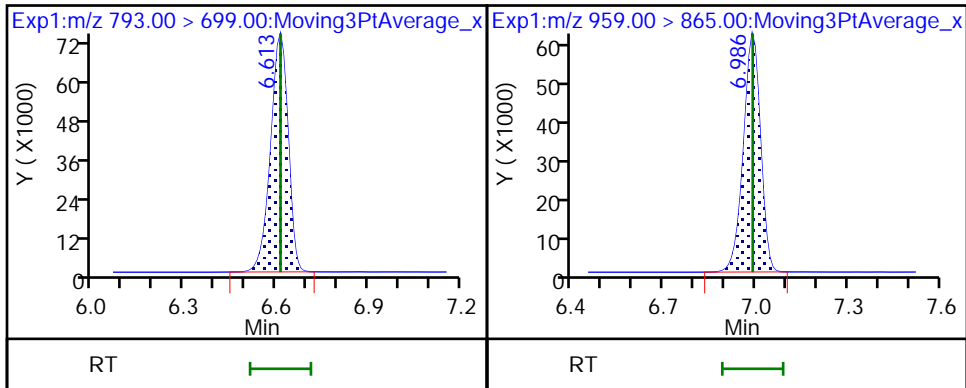 Exp1:m/z 793.00 > 699.00:Moving3PtAverage_x
72
60
48
36
24
12
0
Y ( X1000)
6.613
6.0 6.3 6.6 6.9 7.2
Min
RT
Exp1:m/z 959.00 > 865.00:Moving3PtAverage_x
60
50
40
30
20
10
0
Y ( X1000)
6.986
6.4 6.7 7.0 7.3 7.6
Min
RT